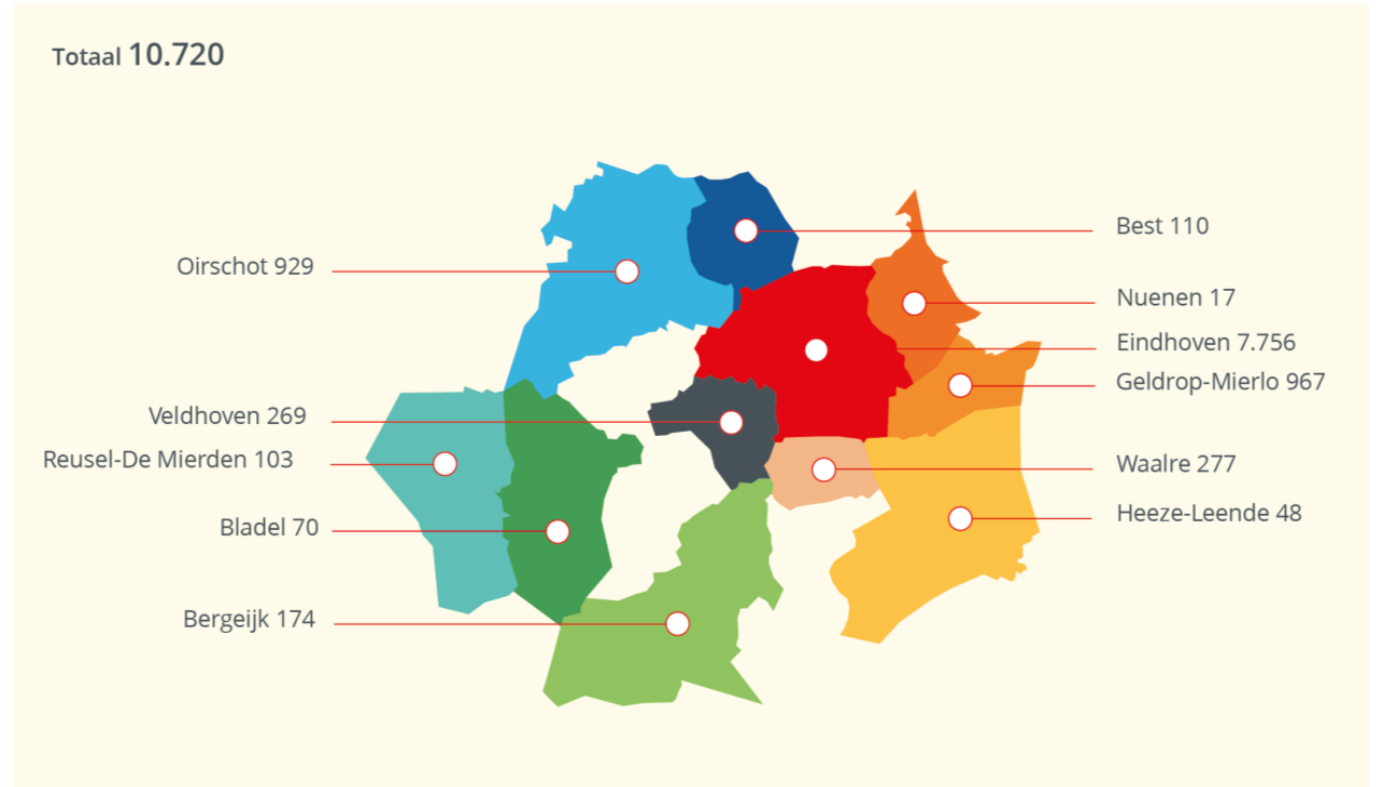 Totaal 10.720
Oirschot 929
Veldhoven 269
Reusel-De Mierden 103
Bladel 70
Bergeijk 174
Best 110
Nuenen 17
Eindhoven 7.756
Geldrop-Mierlo 967
Waalre 277
Heeze-Leende 48